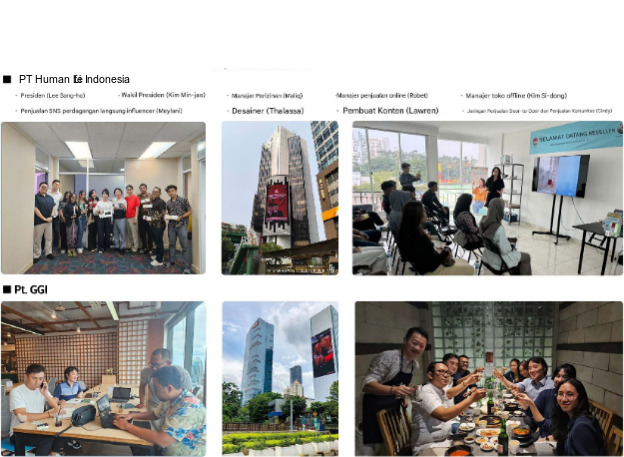 ■ PT Human Indonesia
· Presiden (Lee Sang-ho) · Wakil Presiden (Kim Min-jae) · Manajer Perizinan (Maliq) · Manajer penjualan online (Robet) · Manajer toko offline (Kim Si-dong)
· Penjualan SNS perdagangan langsung influencer (Meylani) · Desainer (Thalassa) · Pembuat Konten (Lawren) · Jaringan Penjualan Door-to-Door dan Penjualan Komunitas (Cindy)
SELAMAT DATANG RESELLER
■ Pt. GGI